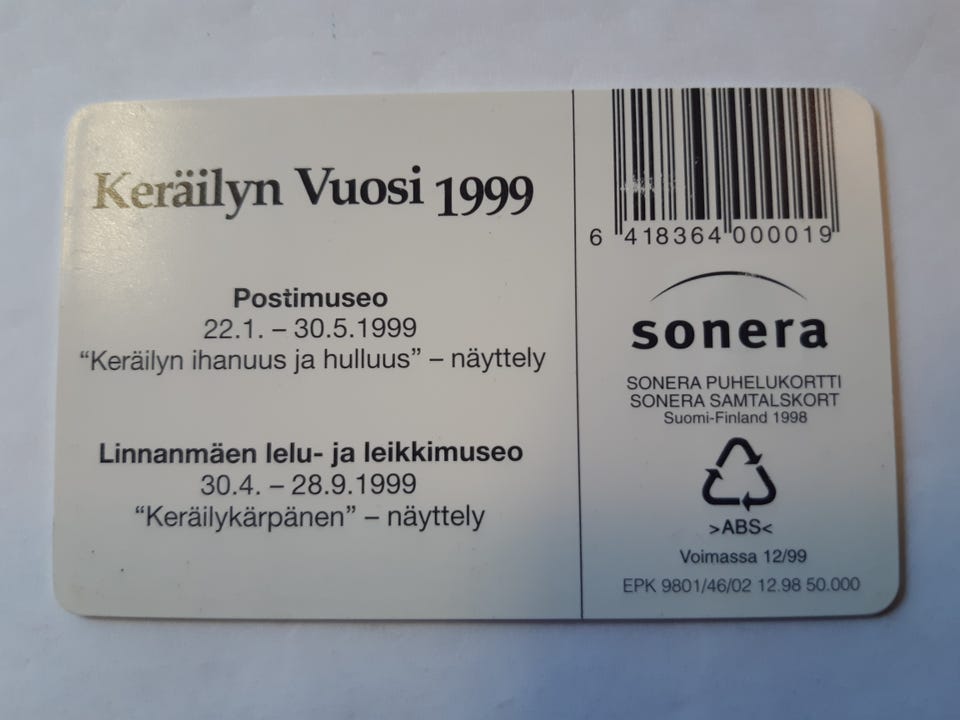 Keräilyn Vuosi 1999
Postimuseo
22.1. – 30.5.1999
“Keräilyn ihanuus ja hulluus” – näyttely
Linnanmäen lelu- ja leikkimuseo
30.4. – 28.9.1999
“Keräilykärpänen” – näyttely
6 418364 000019
sonera
SONERA PUHELUKORTTI
SONERA SAMTALSKORT
Suomi-Finland 1998
>ABS<
Voimassa 12/99
EPK 9801/46/02 12.98 50.000